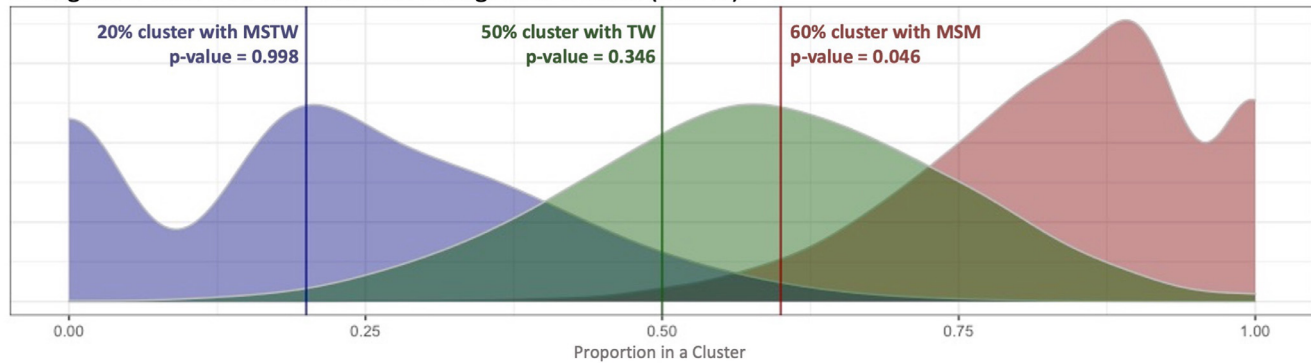 20% cluster with MSTW
p-value = 0.998
50% cluster with TW
p-value = 0.346
60% cluster with MSM
p-value = 0.046
0.00 0.25 0.50 0.75 1.00
Proportion in a Cluster